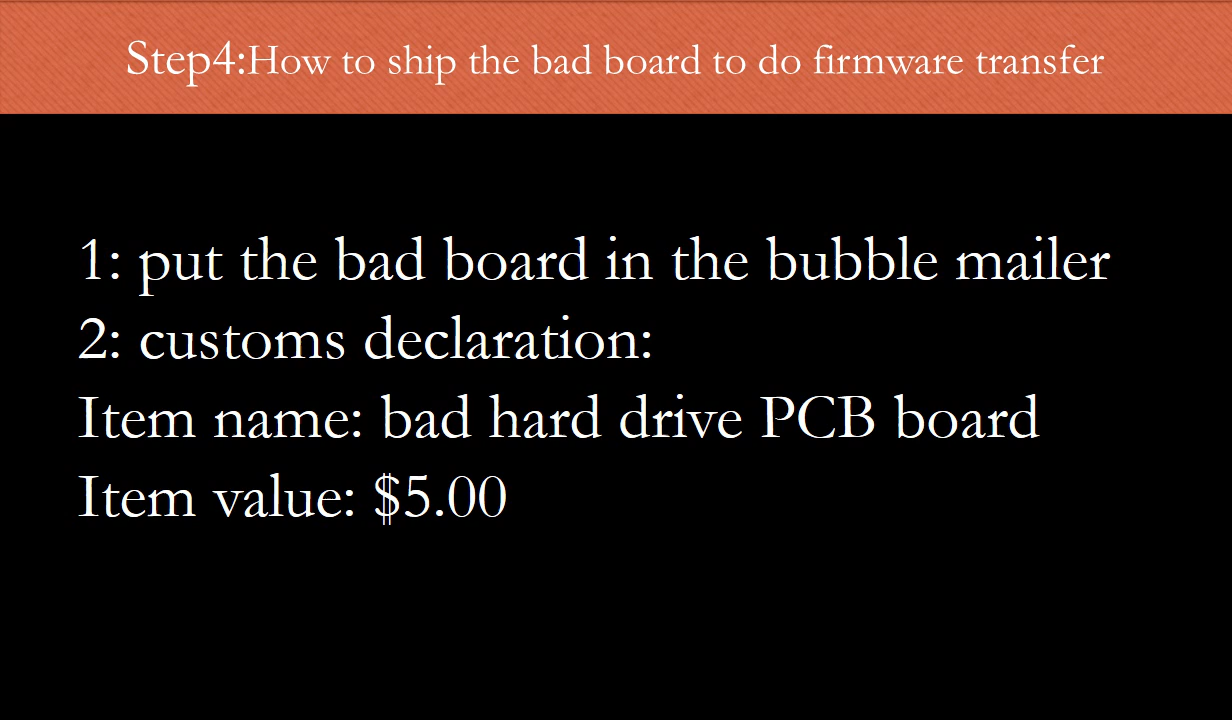 Step4:How to ship the bad board to do firmware transfer
1: put the bad board in the bubble mailer
2: customs declaration:
Item name: bad hard drive PCB board
Item value: $5.00